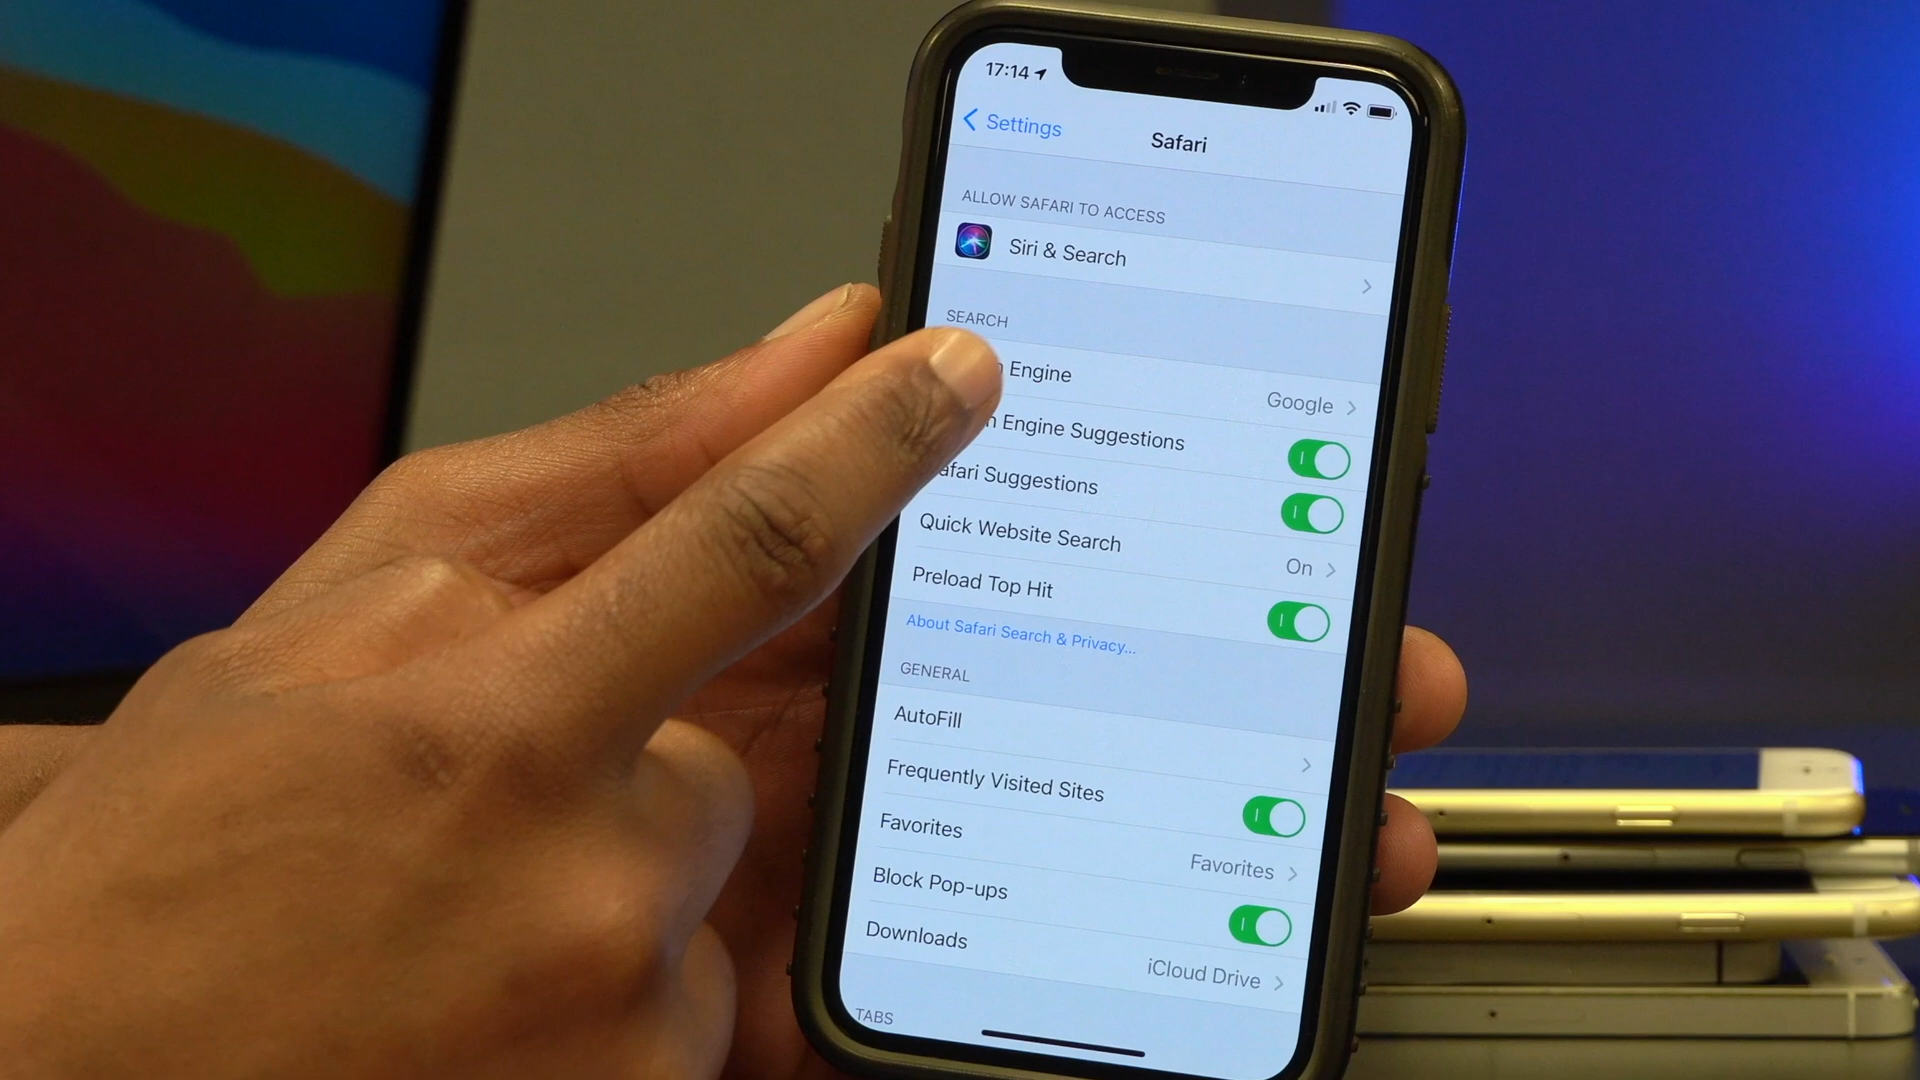 17:14
Settings
Safari
ALLOW SAFARI TO ACCESS
Siri & Search
SEARCH
Engine Google
Engine Suggestions
Suggestions
Quick Website Search On
Preload Top Hit
About Safari Search & Privacy...
GENERAL
AutoFill
Frequently Visited Sites
Favorites Favorites
Block Pop-ups
Downloads iCloud Drive
TABS